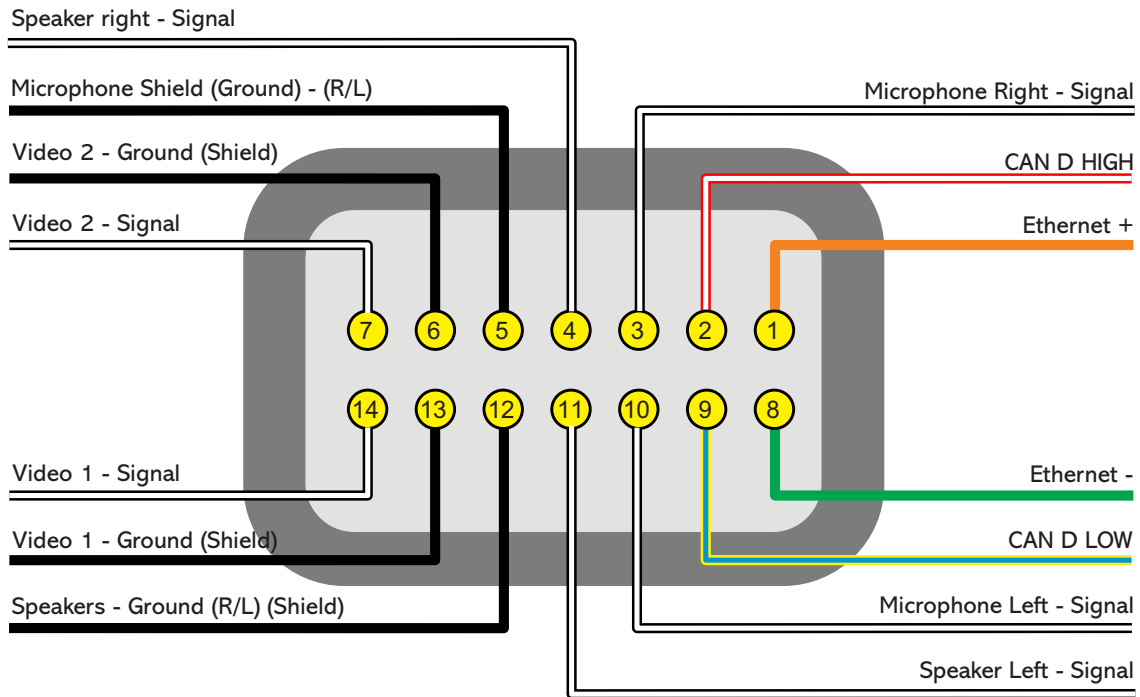 Speaker right - Signal
Microphone Shield (Ground) - (R/L)
Microphone Right - Signal
Video 2 - Ground (Shield)
CAN D HIGH
Video 2 - Signal
Ethernet +
7 6 5 4 3 2 1
14 13 12 11 10 9 8
Video 1 - Signal
Ethernet -
Video 1 - Ground (Shield)
CAN D LOW
Speakers - Ground (R/L) (Shield)
Microphone Left - Signal
Speaker Left - Signal